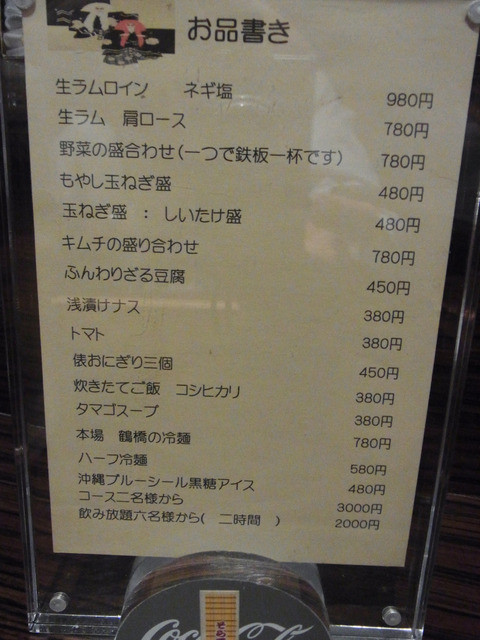 お品書き
生ラムロイン　ネギ塩　980円
生ラム　肩ロース　780円
野菜の盛合わせ(一つで鉄板一杯です)　780円
もやし玉ねぎ盛　480円
玉ねぎ盛　：　しいたけ盛　480円
キムチの盛り合わせ　780円
ふんわりざる豆腐　450円
浅漬けナス　380円
トマト　380円
俵おにぎり三個　450円
炊きたてご飯　コシヒカリ　380円
タマゴスープ　380円
本場　鶴橋の冷麺　780円
ハーフ冷麺　580円
沖縄ブルーシール黒糖アイス　480円
コース二名様から　3000円
飲み放題六名様から(　二時間　)　2000円